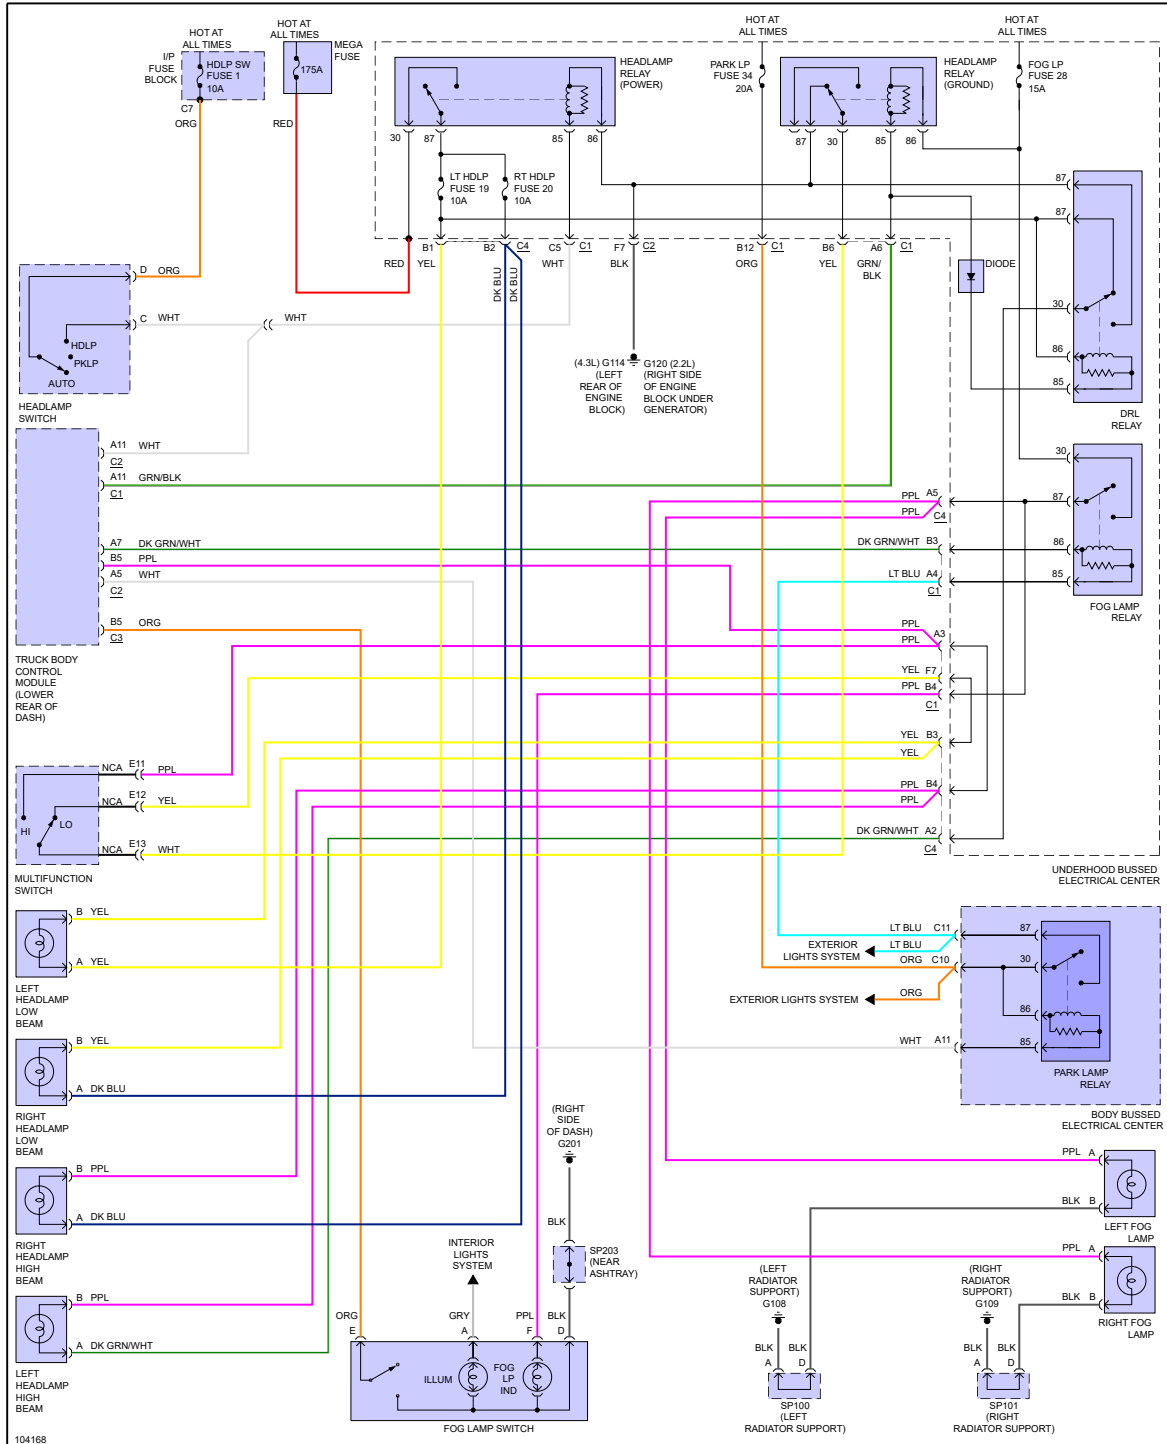 HOT AT
ALL TIMES
I/P
FUSE
BLOCK
HDLP SW
FUSE 1
10A
C7
ORG
HOT AT
ALL TIMES
MEGA
FUSE
175A
RED
HEADLAMP
RELAY
(POWER)
30
87
85
86
HOT AT
ALL TIMES
PARK LP
FUSE 34
20A
HEADLAMP
RELAY
(GROUND)
87
30
85
86
HOT AT
ALL TIMES
FOG LP
FUSE 28
15A
LT HDLP
FUSE 19
10A
RT HDLP
FUSE 20
10A
RED
B1
YEL
B2
C4
DK BLU
DK BLU
C5
C1
WHT
F7
C2
BLK
B12
C1
ORG
B6
YEL
A6
C1
GRN/
BLK
DIODE
87
87
30
86
85
DRL
RELAY
D ORG
C WHT
WHT
HDLP
PKLP
AUTO
HEADLAMP
SWITCH
(4.3L) G114
(LEFT
REAR OF
ENGINE
BLOCK)
G120 (2.2L)
(RIGHT SIDE
OF ENGINE
BLOCK UNDER
GENERATOR)
A11 WHT
C2
A11 GRN/BLK
C1
A7 DK GRN/WHT
B5 PPL
A5 WHT
C2
B5 ORG
C3
TRUCK BODY
CONTROL
MODULE
(LOWER
REAR OF
DASH)
30
87
86
85
FOG LAMP
RELAY
PPL A5
PPL
C4
DK GRN/WHT B3
LT BLU A4
C1
PPL
PPL A3
YEL F7
PPL B4
C1
YEL B3
YEL
PPL B4
PPL
DK GRN/WHT A2
C4
UNDERHOOD BUSSED
ELECTRICAL CENTER
NCA E11 PPL
NCA E12 YEL
NCA E13 WHT
HI
LO
MULTIFUNCTION
SWITCH
B YEL
A YEL
LEFT
HEADLAMP
LOW
BEAM
B YEL
A DK BLU
RIGHT
HEADLAMP
LOW
BEAM
B PPL
A DK BLU
RIGHT
HEADLAMP
HIGH
BEAM
B PPL
A DK GRN/WHT
LEFT
HEADLAMP
HIGH
BEAM
LT BLU C11
LT BLU
EXTERIOR
LIGHTS SYSTEM
ORG C10
ORG
EXTERIOR LIGHTS SYSTEM
WHT A11
87
30
86
85
PARK LAMP
RELAY
BODY BUSSED
ELECTRICAL CENTER
(RIGHT
SIDE
OF DASH)
G201
BLK
SP203
(NEAR
ASHTRAY)
INTERIOR
LIGHTS
SYSTEM
ORG
E
GRY
A
PPL
F
BLK
D
ILLUM
FOG
LP
IND
FOG LAMP SWITCH
PPL A
BLK B
LEFT FOG
LAMP
PPL A
BLK B
RIGHT FOG
LAMP
(LEFT
RADIATOR
SUPPORT)
G108
BLK
BLK
A
D
SP100
(LEFT
RADIATOR SUPPORT)
(RIGHT
RADIATOR
SUPPORT)
G109
BLK
BLK
A
D
SP101
(RIGHT
RADIATOR SUPPORT)
104168